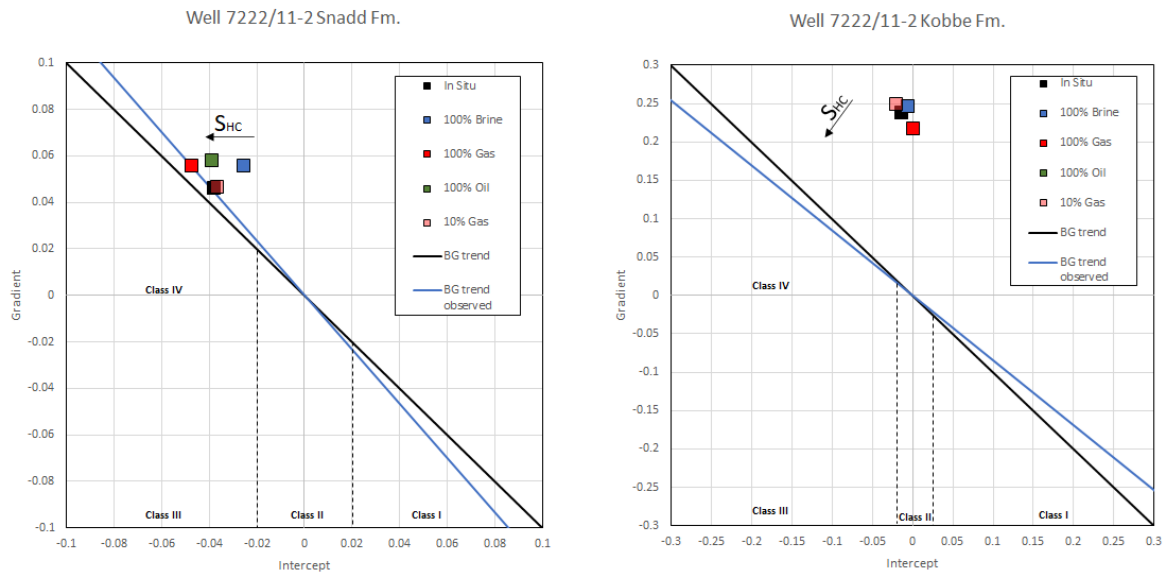 Well 7222/11-2 Snadd Fm.
0.1
0.08
0.06
0.04
0.02
0
-0.02
-0.04
-0.06
-0.08
-0.1
Gradient
-0.1 -0.08 -0.06 -0.04 -0.02 0 0.02 0.04 0.06 0.08 0.1
Intercept
SHC
In Situ
100% Brine
100% Gas
100% Oil
10% Gas
BG trend
BG trend
observed
Class IV
Class III
Class II
Class I
Well 7222/11-2 Kobbe Fm.
0.3
0.25
0.2
0.15
0.1
0.05
0
-0.05
-0.1
-0.15
-0.2
-0.25
-0.3
Gradient
-0.3 -0.25 -0.2 -0.15 -0.1 -0.05 0 0.05 0.1 0.15 0.2 0.25 0.3
Intercept
SHC
In Situ
100% Brine
100% Gas
100% Oil
10% Gas
BG trend
BG trend
observed
Class IV
Class III
Class II
Class I